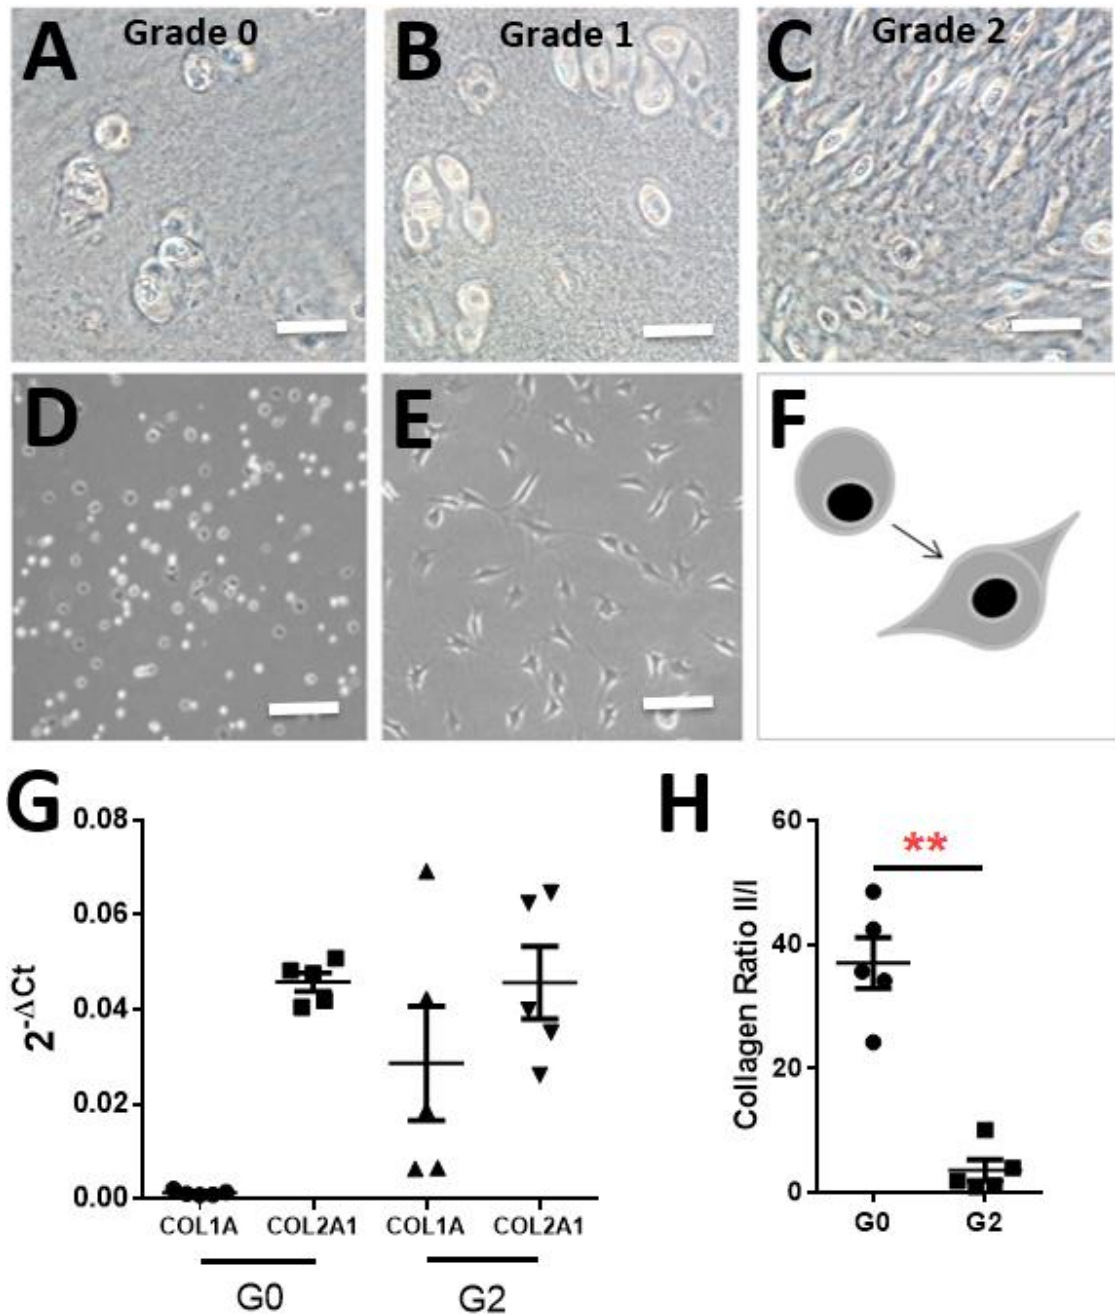 A Grade 0
B Grade 1
C Grade 2
D
E
F
G
2^-ΔCt
0.08
0.06
0.04
0.02
0.00
COL1A COL2A1 COL1A COL2A1
G0 G2
H
Collagen Ratio II/I
60
40
20
0
**
G0 G2